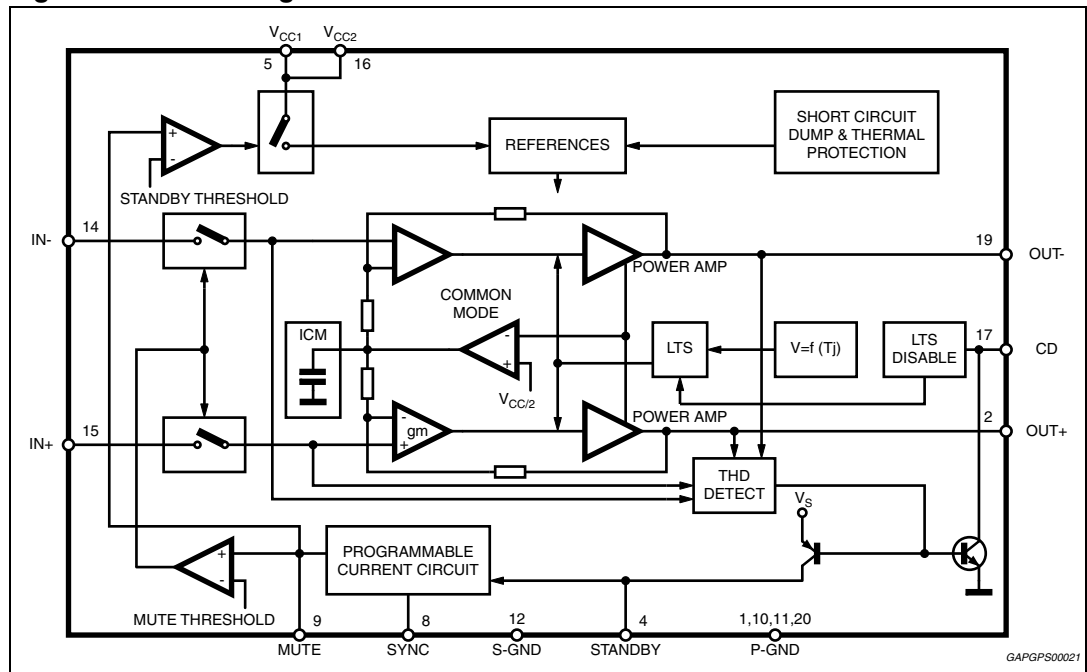 V_CC1 V_CC2
5 16
+
-
STANDBY THRESHOLD
REFERENCES
SHORT CIRCUIT
DUMP & THERMAL
PROTECTION
IN- 14
19 OUT-
POWER AMP
COMMON
MODE
ICM
-
+
V_CC/2
LTS
V=f (Tj)
LTS
DISABLE
17 CD
POWER AMP
IN+ 15
-
gm
+
2 OUT+
THD
DETECT
V_S
+
-
MUTE THRESHOLD
PROGRAMMABLE
CURRENT CIRCUIT
9 8 12 4 1,10,11,20
MUTE SYNC S-GND STANDBY P-GND
GAPGPS00021